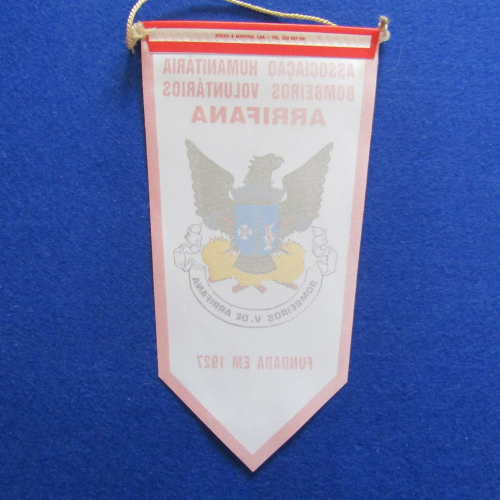 ASSOCIAÇÃO HUMANITÁRIA
BOMBEIROS VOLUNTÁRIOS
ARRIFANA
BOMBEIROS V. DE ARRIFANA
FUNDADA EM 1927